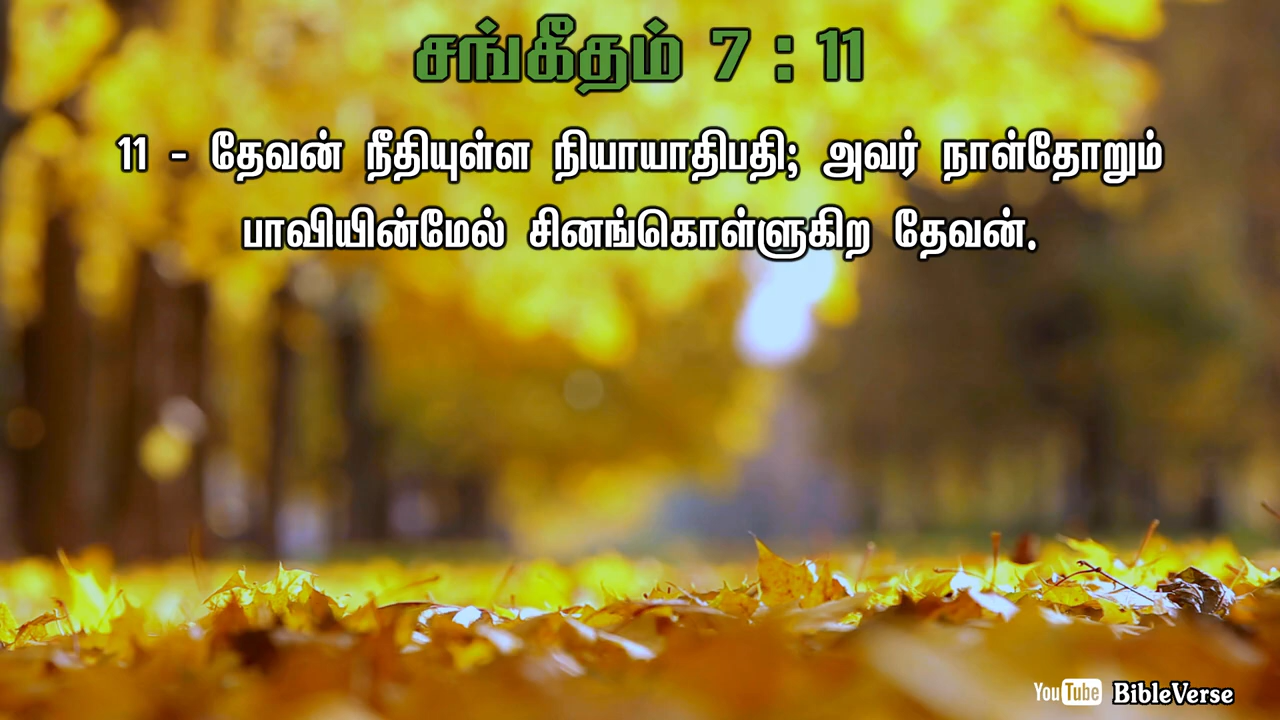 சங்கீதம் 7 : 11
11 - தேவன் நீதியுள்ள நியாயாதிபதி; அவர் நாள்தோறும்
பாவியின்மேல் சினங்கொள்ளுகிற தேவன்.
YouTube BibleVerse